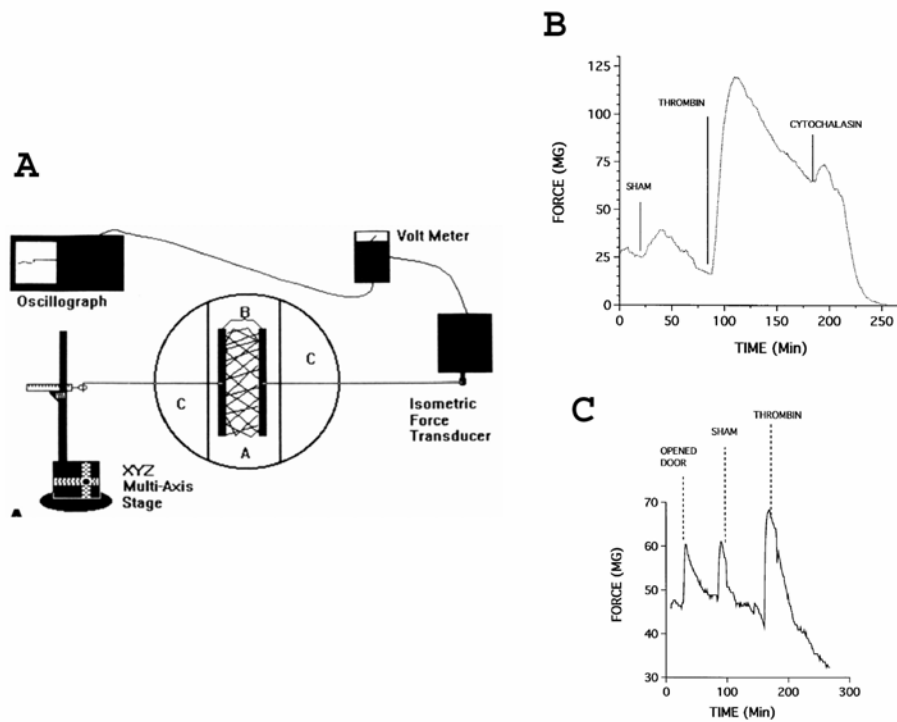 A
Oscillograph
Volt Meter
B
C
C
A
Isometric
Force
Transducer
XYZ
Multi-Axis
Stage
B
125
100
75
50
25
0
FORCE (MG)
SHAM
THROMBIN
CYTOCHALASIN
0
50
100
150
200
250
TIME (Min)
C
OPENED
DOOR
SHAM
THROMBIN
70
60
50
40
30
FORCE (MG)
0
100
200
300
TIME (Min)